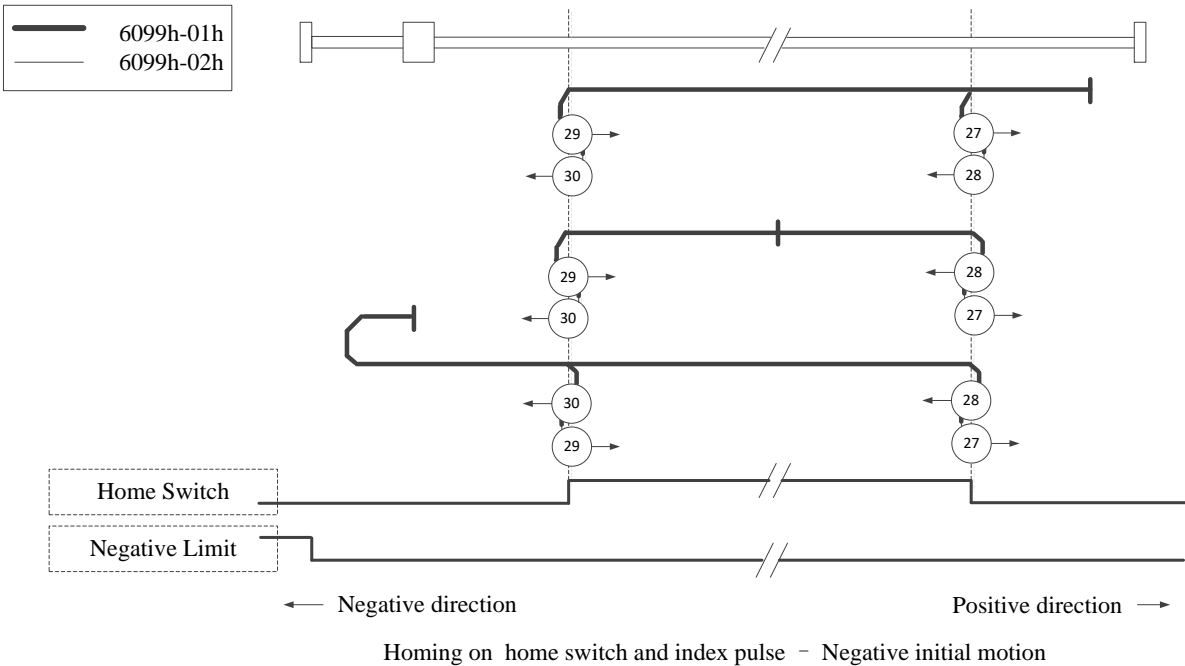 6099h-01h
6099h-02h
29
27
30
28
29
28
30
27
30
28
29
27
Home Switch
Negative Limit
Negative direction
Positive direction
Homing on home switch and index pulse - Negative initial motion